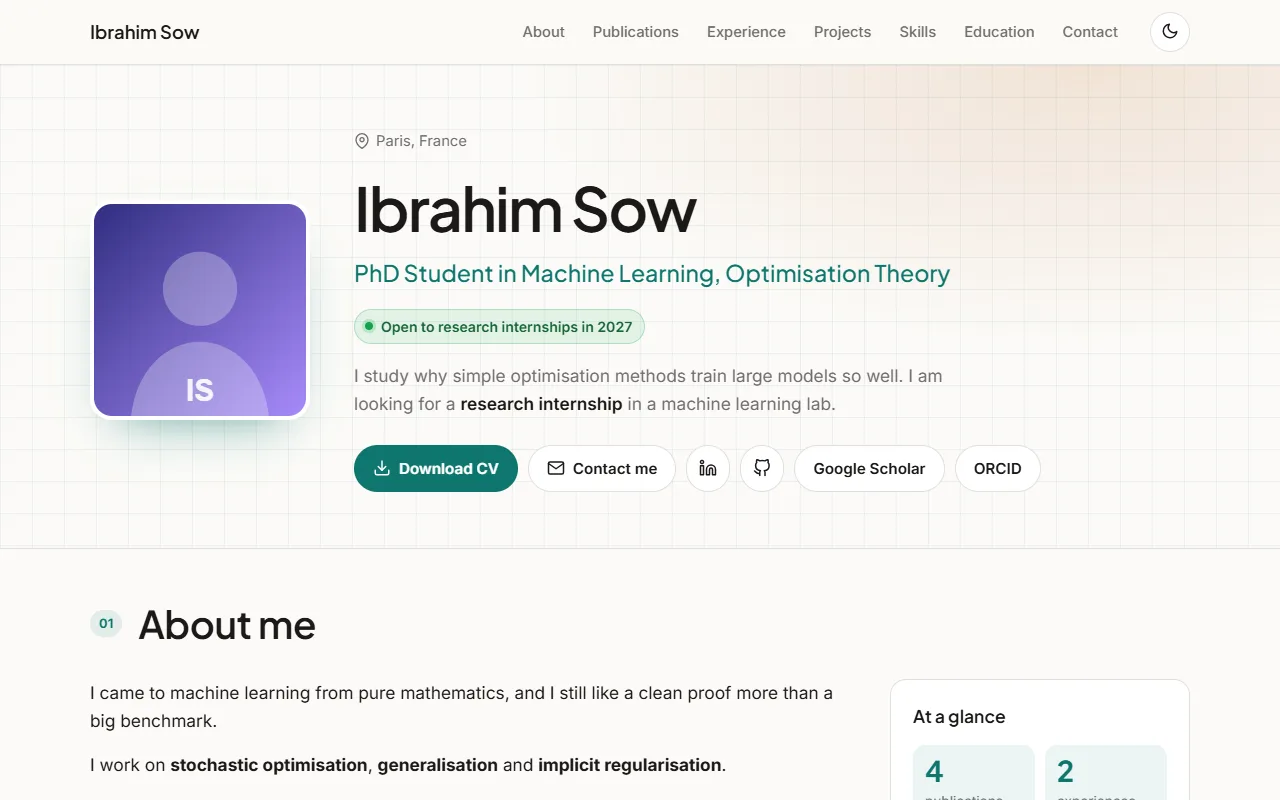 Ibrahim Sow
About
Publications
Experience
Projects
Skills
Education
Contact
Paris, France
Ibrahim Sow
PhD Student in Machine Learning, Optimisation Theory
Open to research internships in 2027
IS
I study why simple optimisation methods train large models so well. I am
looking for a research internship in a machine learning lab.
Download CV
Contact me
Google Scholar
ORCID
01
About me
I came to machine learning from pure mathematics, and I still like a clean proof more than a
big benchmark.
I work on stochastic optimisation, generalisation and implicit regularisation.
At a glance
4
publications
2
experiences